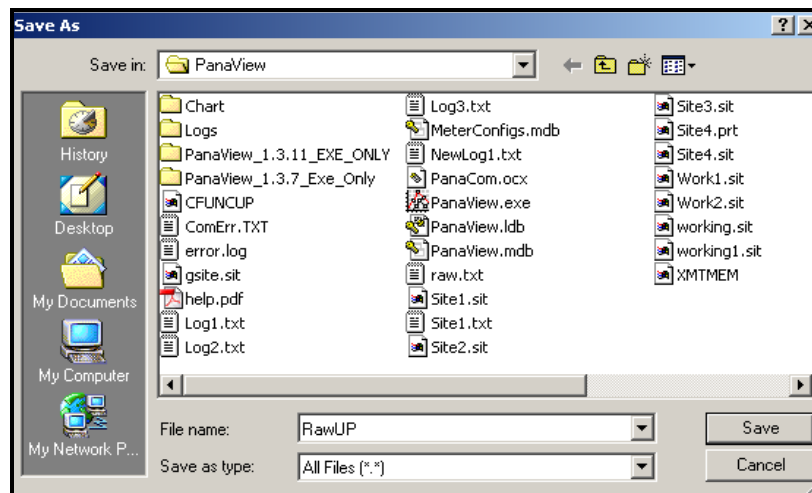 Save As
Save in:
PanaView
History
Desktop
My Documents
My Computer
My Network P...
Chart
Logs
PanaView_1.3.11_EXE_ONLY
PanaView_1.3.7_Exe_Only
CFUNCUP
ComErr.TXT
error.log
gsite.sit
help.pdf
Log1.txt
Log2.txt
Log3.txt
MeterConfigs.mdb
NewLog1.txt
PanaCom.ocx
PanaView.exe
PanaView.ldb
PanaView.mdb
raw.txt
Site1.sit
Site1.txt
Site2.sit
Site3.sit
Site4.prt
Site4.sit
Work1.sit
Work2.sit
working.sit
working1.sit
XMTMEM
File name:
RawUP
Save
Save as type:
All Files (*.*)
Cancel